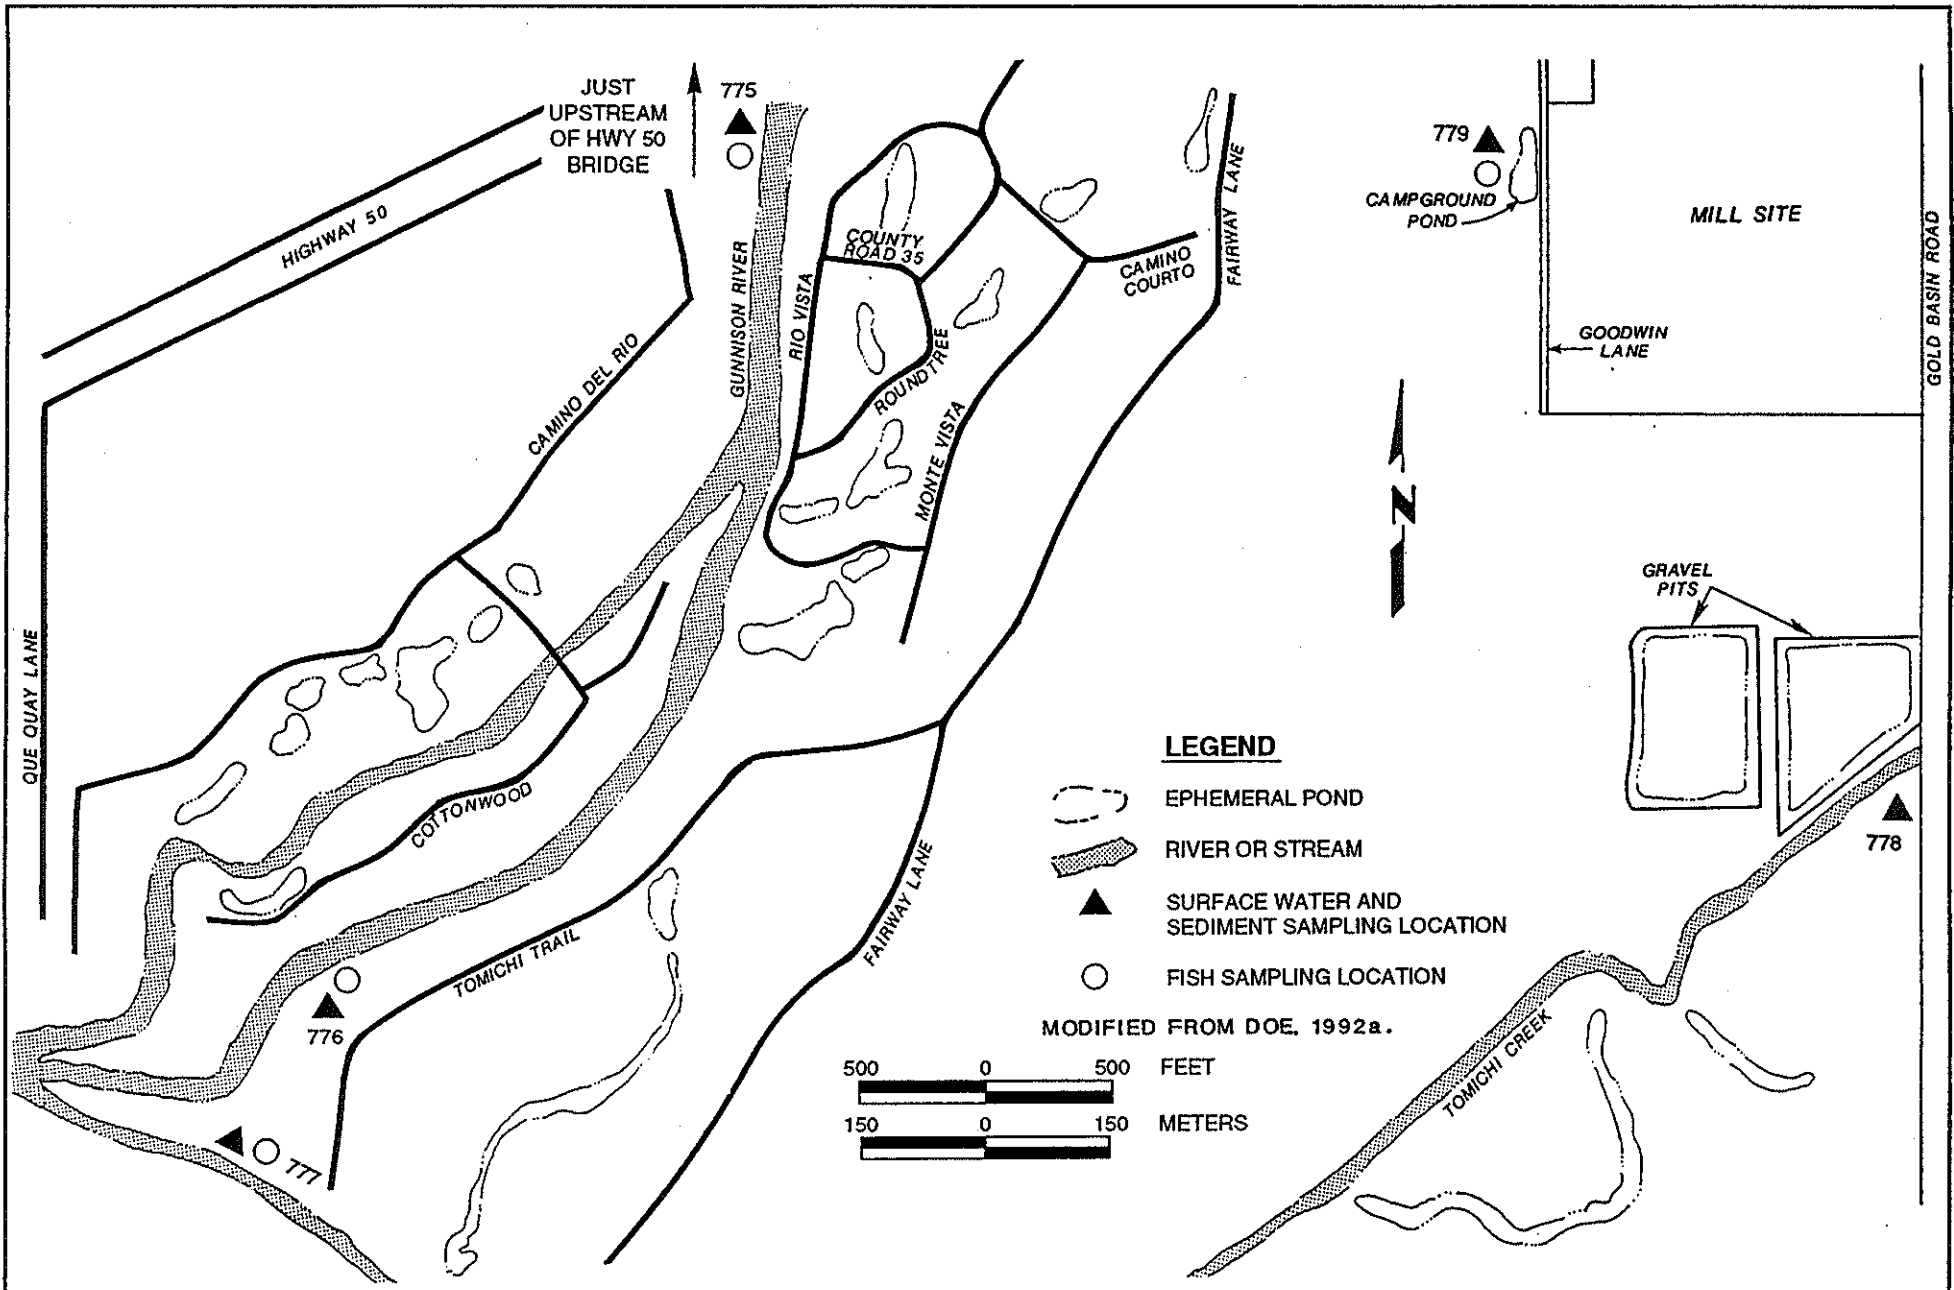 JUST
UPSTREAM
OF HWY 50
BRIDGE
775
HIGHWAY 50
GUNNISON RIVER
RIO VISTA
COUNTY
ROAD 35
ROUNDTREE
MONTE VISTA
CAMINO
COURTO
FAIRWAY LANE
CAMINO DEL RIO
QUE QUAY LANE
COTTONWOOD
TOMICHI TRAIL
FAIRWAY LANE
776
777
779
CAMPGROUND
POND
MILL SITE
GOODWIN
LANE
GOLD BASIN ROAD
N
GRAVEL
PITS
778
TOMICHI CREEK
LEGEND
EPHEMERAL POND
RIVER OR STREAM
SURFACE WATER AND
SEDIMENT SAMPLING LOCATION
FISH SAMPLING LOCATION
MODIFIED FROM DOE, 1992a.
500 0 500 FEET
150 0 150 METERS